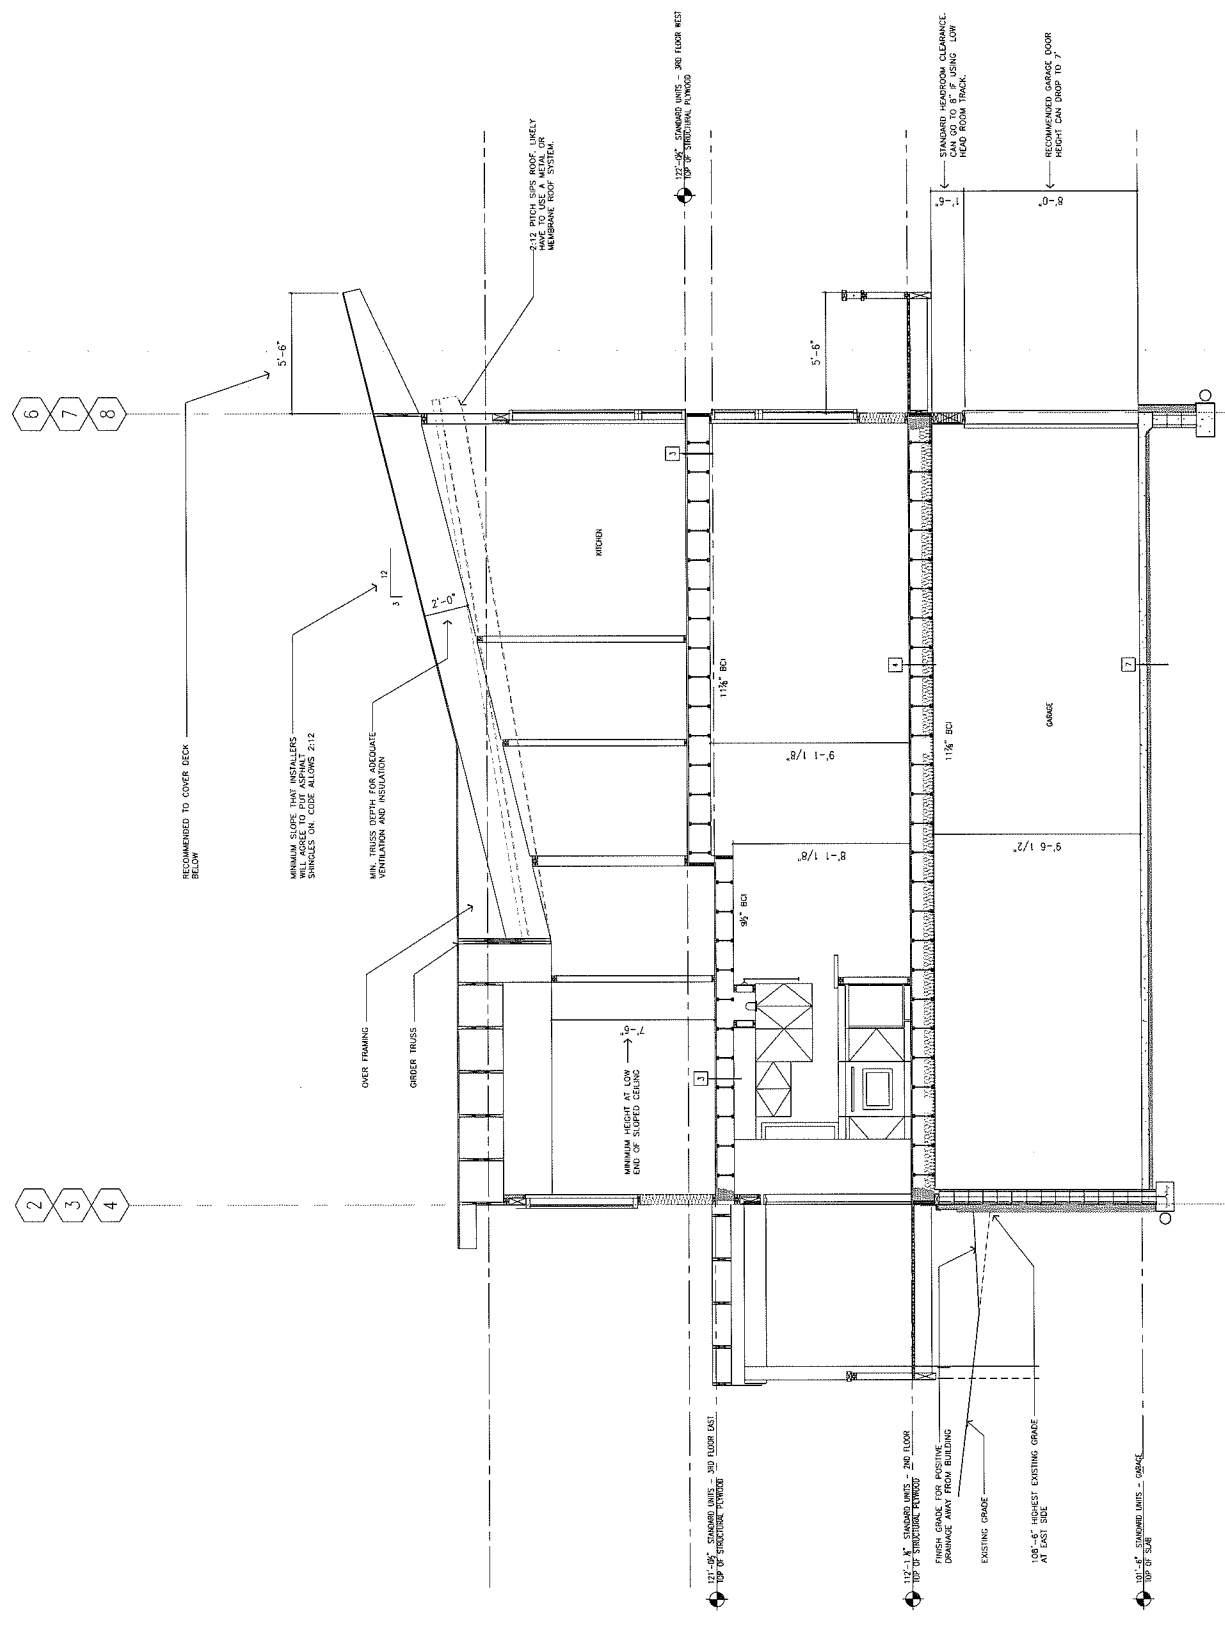 6
7
8
2
3
4
RECOMMENDED TO COVER DECK
BELOW
5'-6"
MINIMUM SLOPE THAT INSTALLERS
WILL AGREE TO PUT ASPHALT
SHINGLES ON. CODE ALLOWS 2:12
12
3
MIN. TRUSS DEPTH FOR ADEQUATE
VENTILATION AND INSULATION
2'-0"
2:12 PITCH SIPS ROOF. LIKELY
HAVE TO USE A METAL OR
MEMBRANE ROOF SYSTEM.
OVER FRAMING
GIRDER TRUSS
KITCHEN
7'-6"
MINIMUM HEIGHT AT LOW
END OF SLOPED CEILING
122'-0½" STANDARD UNITS - 3RD FLOOR WEST
TOP OF STRUCTURAL PLYWOOD
3
3
11⅞" BCI
9½" BCI
9'-1 1/8"
8'-1 1/8"
5'-6"
121'-0½" STANDARD UNITS - 3RD FLOOR EAST
TOP OF STRUCTURAL PLYWOOD
4
11⅞" BCI
112'-1 ⅞" STANDARD UNITS - 2ND FLOOR
TOP OF STRUCTURAL PLYWOOD
STANDARD HEADROOM CLEARANCE.
CAN GO TO 8" IF USING LOW
HEAD ROOM TRACK.
1'-6"
RECOMMENDED GARAGE DOOR
HEIGHT CAN DROP TO 7'
8'-0"
GARAGE
9'-6 1/2"
7
FINISH GRADE FOR POSITIVE
DRAINAGE AWAY FROM BUILDING
EXISTING GRADE
108'-6" HIGHEST EXISTING GRADE
AT EAST SIDE
101'-6" STANDARD UNITS - GARAGE
TOP OF SLAB